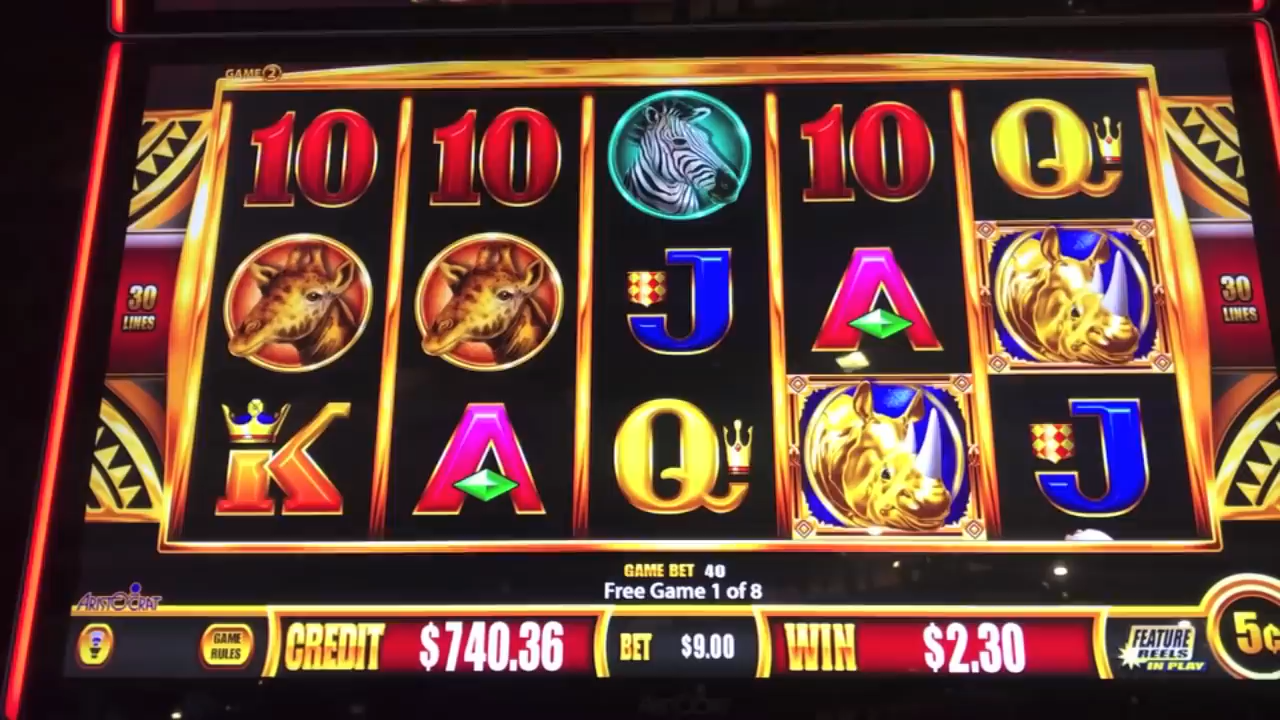 GAME 2
10 10 10 Q
30 LINES J A 30 LINES
K A Q J
GAME BET 40
Free Game 1 of 8
ARISTOCRAT
GAME RULES CREDIT $740.36 BET $9.00 WIN $2.30 FEATURE REELS IN PLAY 5¢